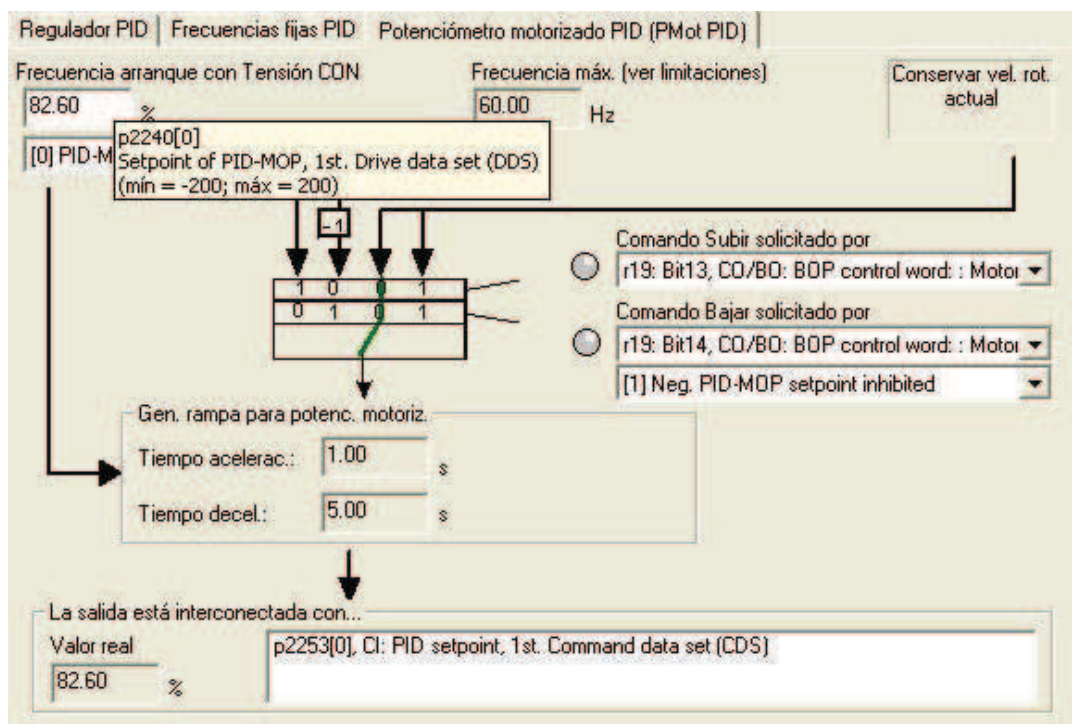 Regulador PID Frecuencias fijas PID Potenciómetro motorizado PID (PMot PID)
Frecuencia arranque con Tensión CON
82.60 %
Frecuencia máx. (ver limitaciones)
60.00 Hz
Conservar vel. rot.
actual
[0] PID-M
p2240[0]
Setpoint of PID-MOP, 1st. Drive data set (DDS)
(mín = -200; máx = 200)
-1
1 0 0 1
0 1 0 1
Comando Subir solicitado por
r19: Bit13, CO/BO: BOP control word: : Motor
Comando Bajar solicitado por
r19: Bit14, CO/BO: BOP control word: : Motor
[1] Neg. PID-MOP setpoint inhibited
Gen. rampa para potenc. motoriz.
Tiempo acelerac.: 1.00 s
Tiempo decel.: 5.00 s
La salida está interconectada con...
Valor real
82.60 %
p2253[0], CI: PID setpoint, 1st. Command data set (CDS)